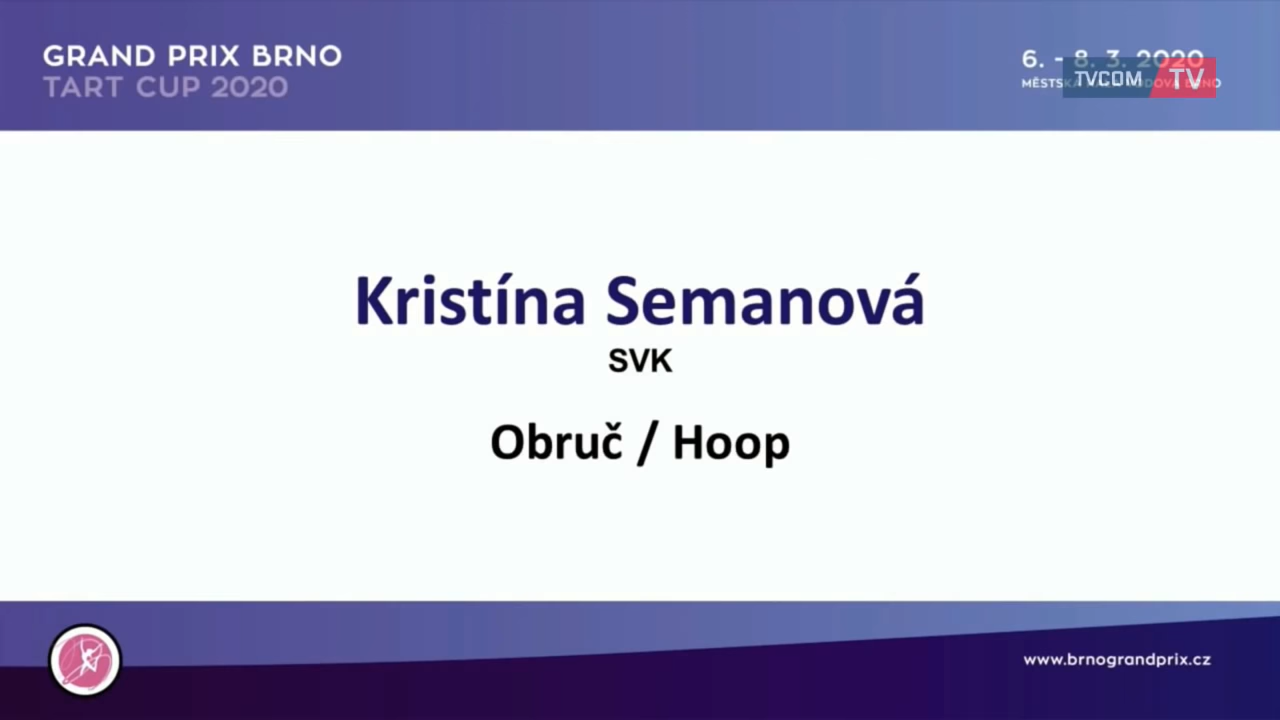 GRAND PRIX BRNO
TART CUP 2020
6. - 8. 3. 2020
TVCOM TV
Kristína Semanová
SVK
Obruč / Hoop
www.brnograndprix.cz